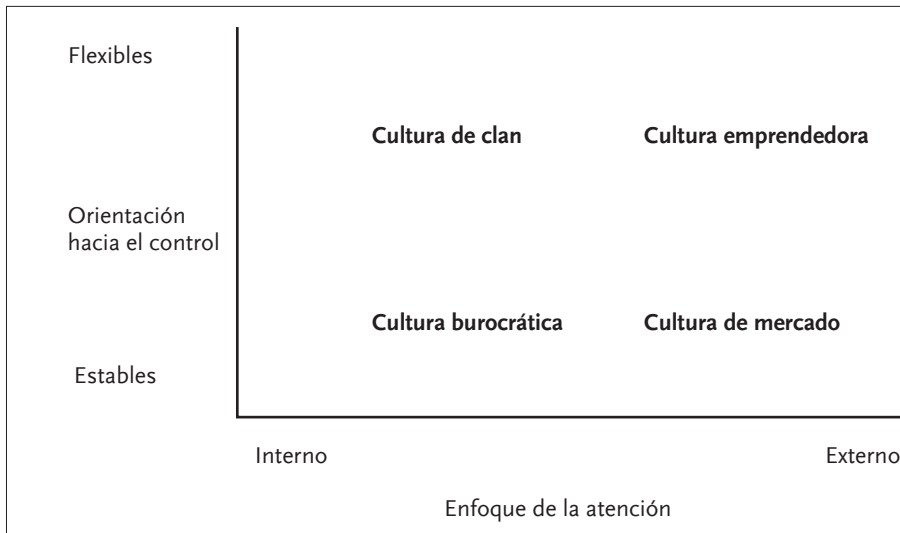 Flexibles
Cultura de clan
Cultura emprendedora
Orientación
hacia el control
Cultura burocrática
Cultura de mercado
Estables
Interno
Externo
Enfoque de la atención